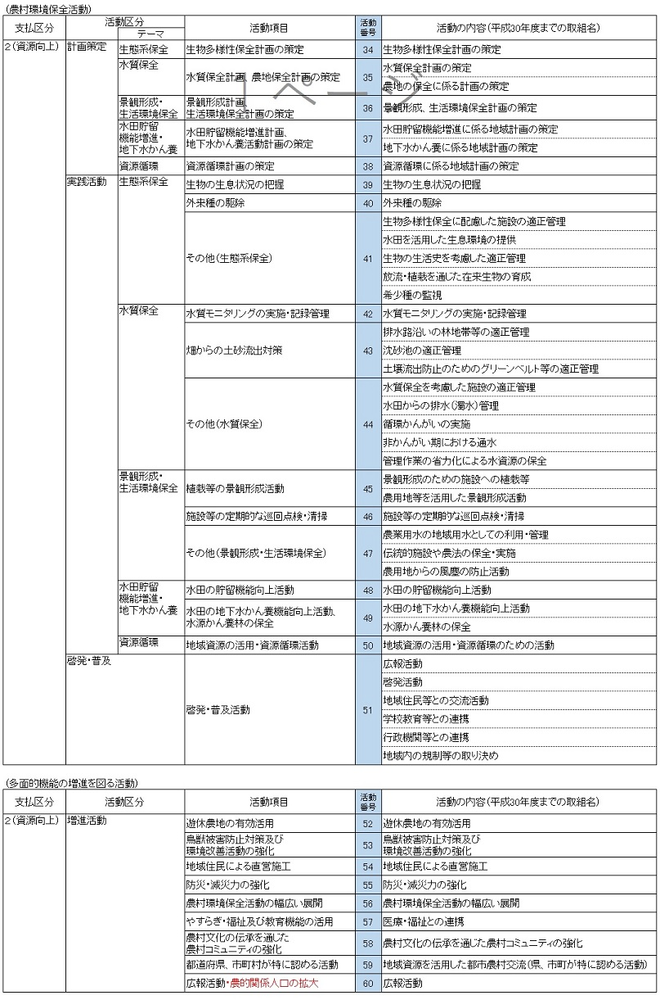 (農村環境保全活動)
支払区分 活動区分 活動項目 活動番号 活動の内容(平成30年度までの取組名)
テーマ
2(資源向上) 計画策定 生態系保全 生物多様性保全計画の策定 34 生物多様性保全計画の策定
水質保全 水質保全計画、農地保全計画の策定 35 水質保全計画の策定
農地の保全に係る計画の策定
景観形成・生活環境保全 景観形成計画、生活環境保全計画の策定 36 景観形成、生活環境保全計画の策定
水田貯留機能増進・地下水かん養 水田貯留機能増進計画、地下水かん養活動計画の策定 37 水田貯留機能増進に係る地域計画の策定
地下水かん養に係る地域計画の策定
資源循環 資源循環計画の策定 38 資源循環に係る地域計画の策定
実践活動 生態系保全 生物の生息状況の把握 39 生物の生息状況の把握
外来種の駆除 40 外来種の駆除
その他(生態系保全) 41 生物多様性保全に配慮した施設の適正管理
水田を活用した生息環境の提供
生物の生活史を考慮した適正管理
放流・植栽を通じた在来生物の育成
希少種の監視
水質保全 水質モニタリングの実施・記録管理 42 水質モニタリングの実施・記録管理
畑からの土砂流出対策 43 排水路沿いの林地帯等の適正管理
沈砂池の適正管理
土壌流出防止のためのグリーンベルト等の適正管理
その他(水質保全) 44 水質保全を考慮した施設の適正管理
水田からの排水(濁水)管理
循環かんがいの実施
非かんがい期における通水
管理作業の省力化による水資源の保全
景観形成・生活環境保全 植栽等の景観形成活動 45 景観形成のための施設への植栽等
農用地等を活用した景観形成活動
施設等の定期的な巡回点検・清掃 46 施設等の定期的な巡回点検・清掃
その他(景観形成・生活環境保全) 47 農業用水の地域用水としての利用・管理
伝統的施設や農法の保全・実施
農用地からの風塵の防止活動
水田貯留機能増進・地下水かん養 水田の貯留機能向上活動 48 水田の貯留機能向上活動
水田の地下水かん養機能向上活動、水源かん養林の保全 49 水田の地下水かん養機能向上活動
水源かん養林の保全
資源循環 地域資源の活用・資源循環活動 50 地域資源の活用・資源循環のための活動
啓発・普及 啓発・普及活動 51 広報活動
啓発活動
地域住民等との交流活動
学校教育等との連携
行政機関等との連携
地域内の規制等の取り決め
1 ページ
(多面的機能の増進を図る活動)
支払区分 活動区分 活動項目 活動番号 活動の内容(平成30年度までの取組名)
2(資源向上) 増進活動 遊休農地の有効活用 52 遊休農地の有効活用
鳥獣被害防止対策及び環境改善活動の強化 53 鳥獣被害防止対策及び環境改善活動の強化
地域住民による直営施工 54 地域住民による直営施工
防災・減災力の強化 55 防災・減災力の強化
農村環境保全活動の幅広い展開 56 農村環境保全活動の幅広い展開
やすらぎ・福祉及び教育機能の活用 57 医療・福祉との連携
農村文化の伝承を通じた農村コミュニティの強化 58 農村文化の伝承を通じた農村コミュニティの強化
都道府県、市町村が特に認める活動 59 地域資源を活用した都市農村交流(県、市町が特に認める活動)
広報活動・農的関係人口の拡大 60 広報活動